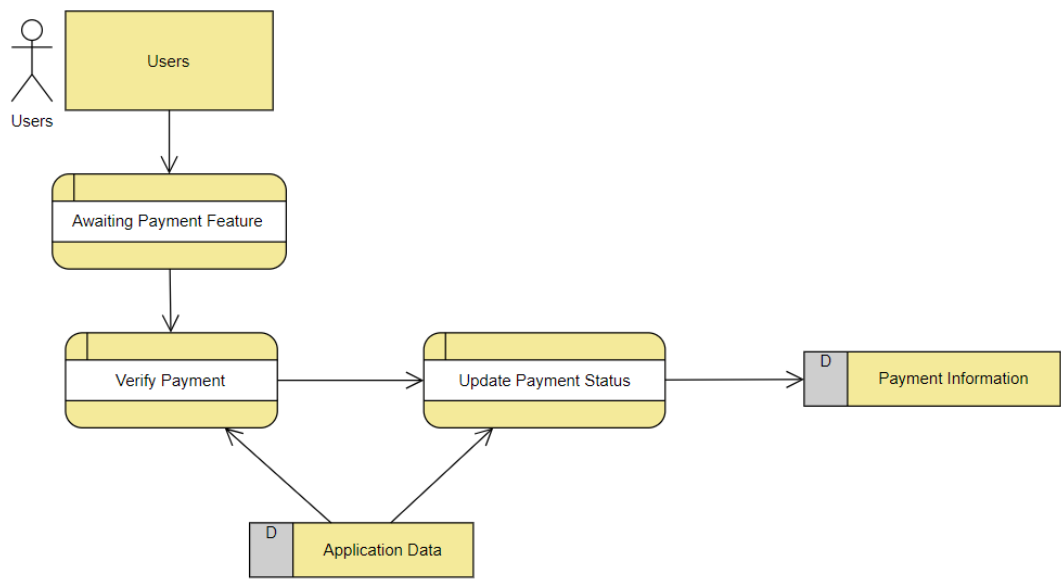 Users
Users
Awaiting Payment Feature
Verify Payment
Update Payment Status
D
Payment Information
D
Application Data